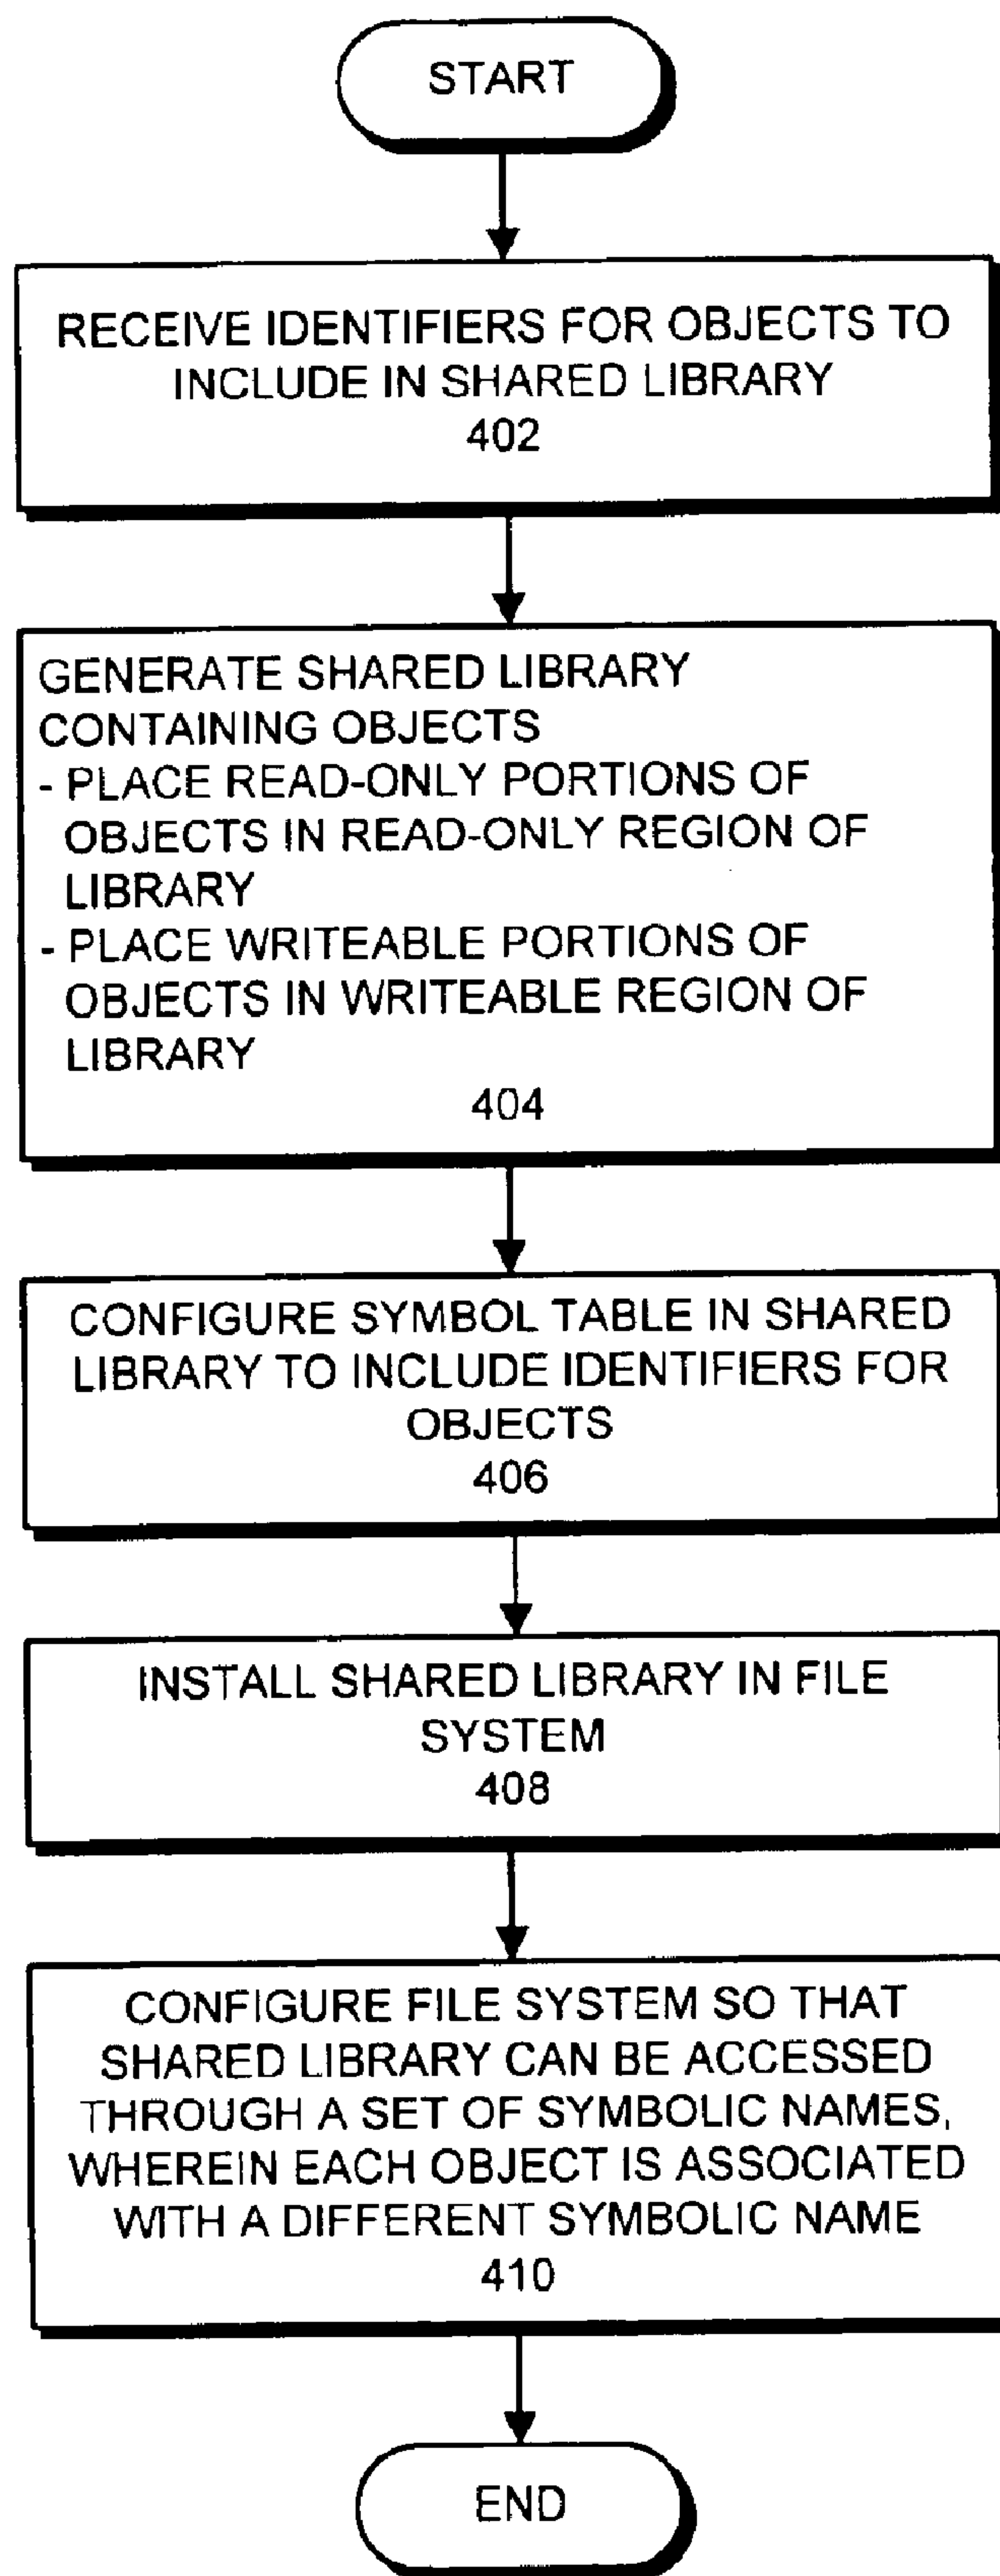 START
RECEIVE IDENTIFIERS FOR OBJECTS TO
INCLUDE IN SHARED LIBRARY
402
GENERATE SHARED LIBRARY
CONTAINING OBJECTS
- PLACE READ-ONLY PORTIONS OF
OBJECTS IN READ-ONLY REGION OF
LIBRARY
- PLACE WRITEABLE PORTIONS OF
OBJECTS IN WRITEABLE REGION OF
LIBRARY
404
CONFIGURE SYMBOL TABLE IN SHARED
LIBRARY TO INCLUDE IDENTIFIERS FOR
OBJECTS
406
INSTALL SHARED LIBRARY IN FILE
SYSTEM
408
CONFIGURE FILE SYSTEM SO THAT
SHARED LIBRARY CAN BE ACCESSED
THROUGH A SET OF SYMBOLIC NAMES,
WHEREIN EACH OBJECT IS ASSOCIATED
WITH A DIFFERENT SYMBOLIC NAME
410
END